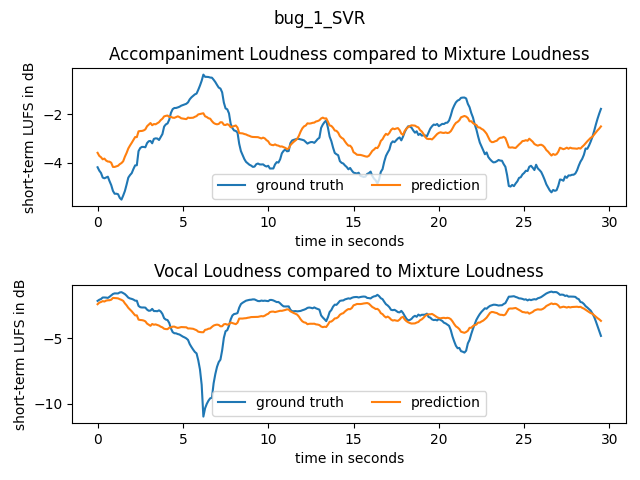 bug_1_SVR
Accompaniment Loudness compared to Mixture Loudness
short-term LUFS in dB
−2
−4
ground truth
prediction
0 5 10 15 20 25 30
time in seconds
Vocal Loudness compared to Mixture Loudness
short-term LUFS in dB
−5
−10
ground truth
prediction
0 5 10 15 20 25 30
time in seconds